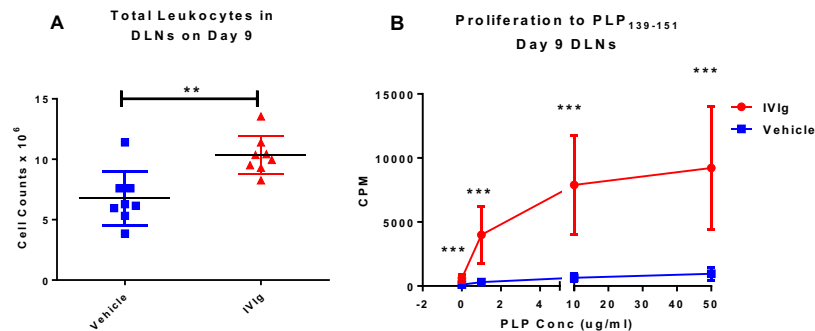 A
Total Leukocytes in
DLNs on Day 9
**
15
10
5
0
Cell Counts x 10⁶
Vehicle
IVIg
B
Proliferation to PLP₁₃₉₋₁₅₁
Day 9 DLNs
***
***
***
***
15000
10000
5000
0
CPM
-2 0 2 4 10 20 30 40 50
PLP Conc (ug/ml)
IVIg
Vehicle